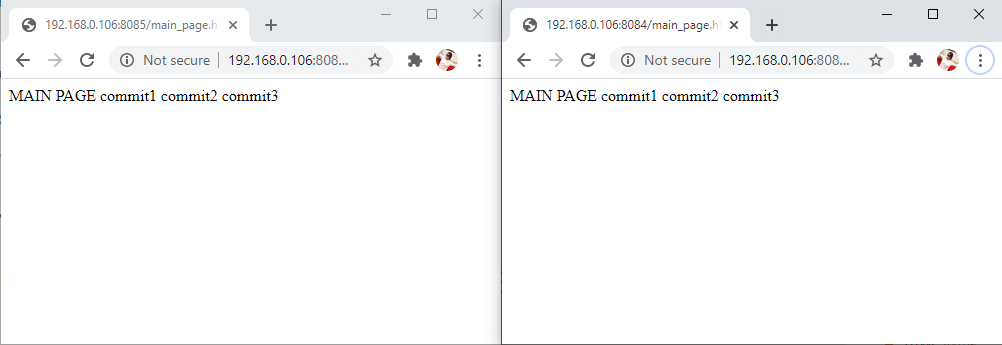 192.168.0.106:8085/main_page.h
Not secure
192.168.0.106:808...
MAIN PAGE commit1 commit2 commit3
192.168.0.106:8084/main_page.h
Not secure
192.168.0.106:808...
MAIN PAGE commit1 commit2 commit3